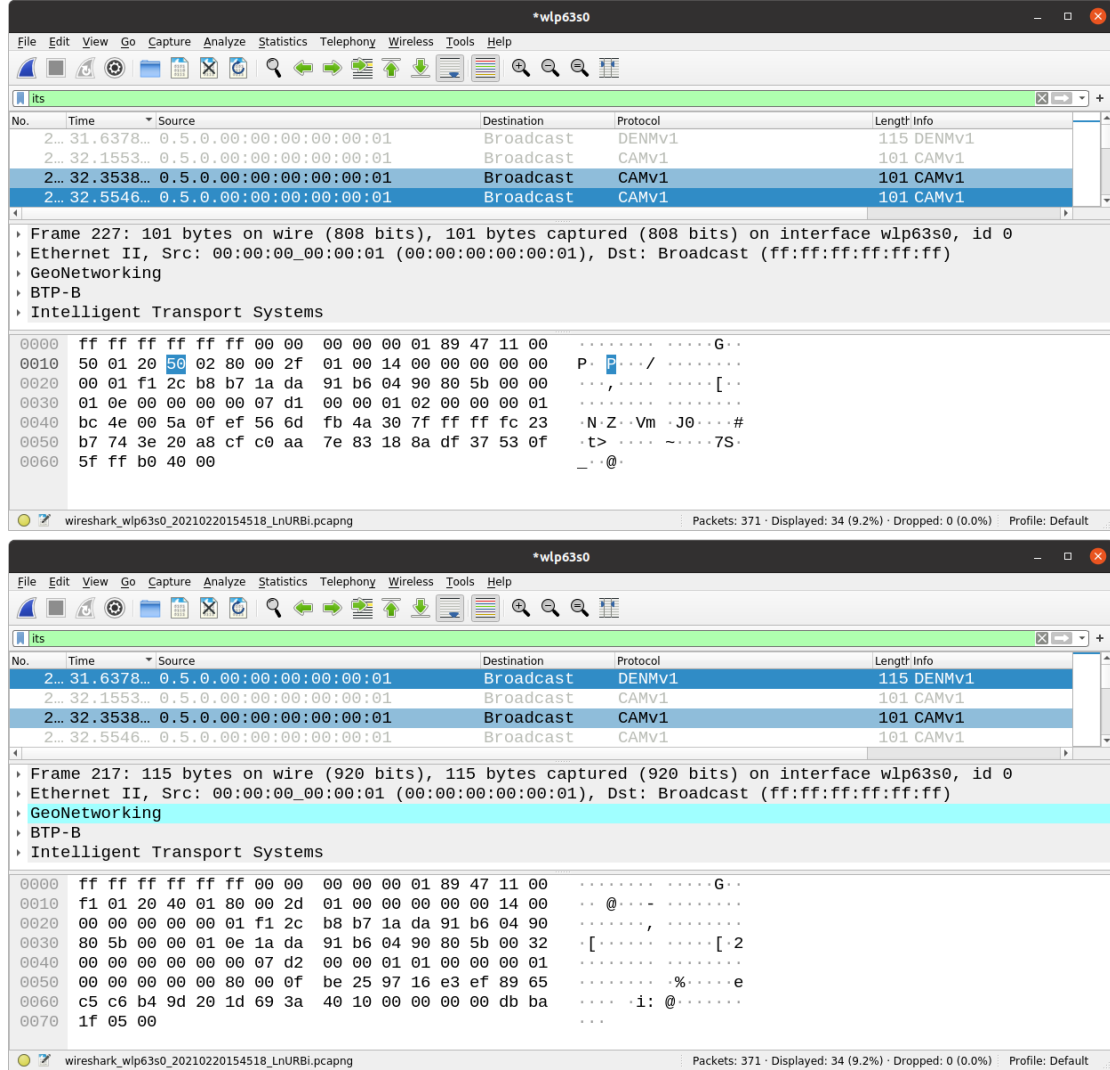 *wlp63s0
File Edit View Go Capture Analyze Statistics Telephony Wireless Tools Help
its
No. Time Source Destination Protocol Length Info
2… 31.6378… 0.5.0.00:00:00:00:00:01 Broadcast DENMv1 115 DENMv1
2… 32.1553… 0.5.0.00:00:00:00:00:01 Broadcast CAMv1 101 CAMv1
2… 32.3538… 0.5.0.00:00:00:00:00:01 Broadcast CAMv1 101 CAMv1
2… 32.5546… 0.5.0.00:00:00:00:00:01 Broadcast CAMv1 101 CAMv1
Frame 227: 101 bytes on wire (808 bits), 101 bytes captured (808 bits) on interface wlp63s0, id 0
Ethernet II, Src: 00:00:00_00:00:01 (00:00:00:00:00:01), Dst: Broadcast (ff:ff:ff:ff:ff:ff)
GeoNetworking
BTP-B
Intelligent Transport Systems
0000 ff ff ff ff ff ff 00 00 00 00 00 01 89 47 11 00 ········ ·····G··
0010 50 01 20 50 02 80 00 2f 01 00 14 00 00 00 00 00 P· P···/ ········
0020 00 01 f1 2c b8 b7 1a da 91 b6 04 90 80 5b 00 00 ···,···· ·····[··
0030 01 0e 00 00 00 00 07 d1 00 00 01 02 00 00 00 01 ········ ········
0040 bc 4e 00 5a 0f ef 56 6d fb 4a 30 7f ff ff fc 23 ·N·Z··Vm ·J0····#
0050 b7 74 3e 20 a8 cf c0 aa 7e 83 18 8a df 37 53 0f ·t> ···· ~····7S·
0060 5f ff b0 40 00 _··@·
wireshark_wlp63s0_20210220154518_LnURBi.pcapng Packets: 371 · Displayed: 34 (9.2%) · Dropped: 0 (0.0%) Profile: Default
*wlp63s0
File Edit View Go Capture Analyze Statistics Telephony Wireless Tools Help
its
No. Time Source Destination Protocol Length Info
2… 31.6378… 0.5.0.00:00:00:00:00:01 Broadcast DENMv1 115 DENMv1
2… 32.1553… 0.5.0.00:00:00:00:00:01 Broadcast CAMv1 101 CAMv1
2… 32.3538… 0.5.0.00:00:00:00:00:01 Broadcast CAMv1 101 CAMv1
2… 32.5546… 0.5.0.00:00:00:00:00:01 Broadcast CAMv1 101 CAMv1
Frame 217: 115 bytes on wire (920 bits), 115 bytes captured (920 bits) on interface wlp63s0, id 0
Ethernet II, Src: 00:00:00_00:00:01 (00:00:00:00:00:01), Dst: Broadcast (ff:ff:ff:ff:ff:ff)
GeoNetworking
BTP-B
Intelligent Transport Systems
0000 ff ff ff ff ff ff 00 00 00 00 00 01 89 47 11 00 ········ ·····G··
0010 f1 01 20 40 01 80 00 2d 01 00 00 00 00 00 14 00 ·· @···- ········
0020 00 00 00 00 00 01 f1 2c b8 b7 1a da 91 b6 04 90 ·······, ········
0030 80 5b 00 00 01 0e 1a da 91 b6 04 90 80 5b 00 32 ·[······ ·····[·2
0040 00 00 00 00 00 00 07 d2 00 00 01 01 00 00 00 01 ········ ········
0050 00 00 00 00 00 80 00 0f be 25 97 16 e3 ef 89 65 ········ ·%·····e
0060 c5 c6 b4 9d 20 1d 69 3a 40 10 00 00 00 00 db ba ···· ·i: @·······
0070 1f 05 00 ···
wireshark_wlp63s0_20210220154518_LnURBi.pcapng Packets: 371 · Displayed: 34 (9.2%) · Dropped: 0 (0.0%) Profile: Default